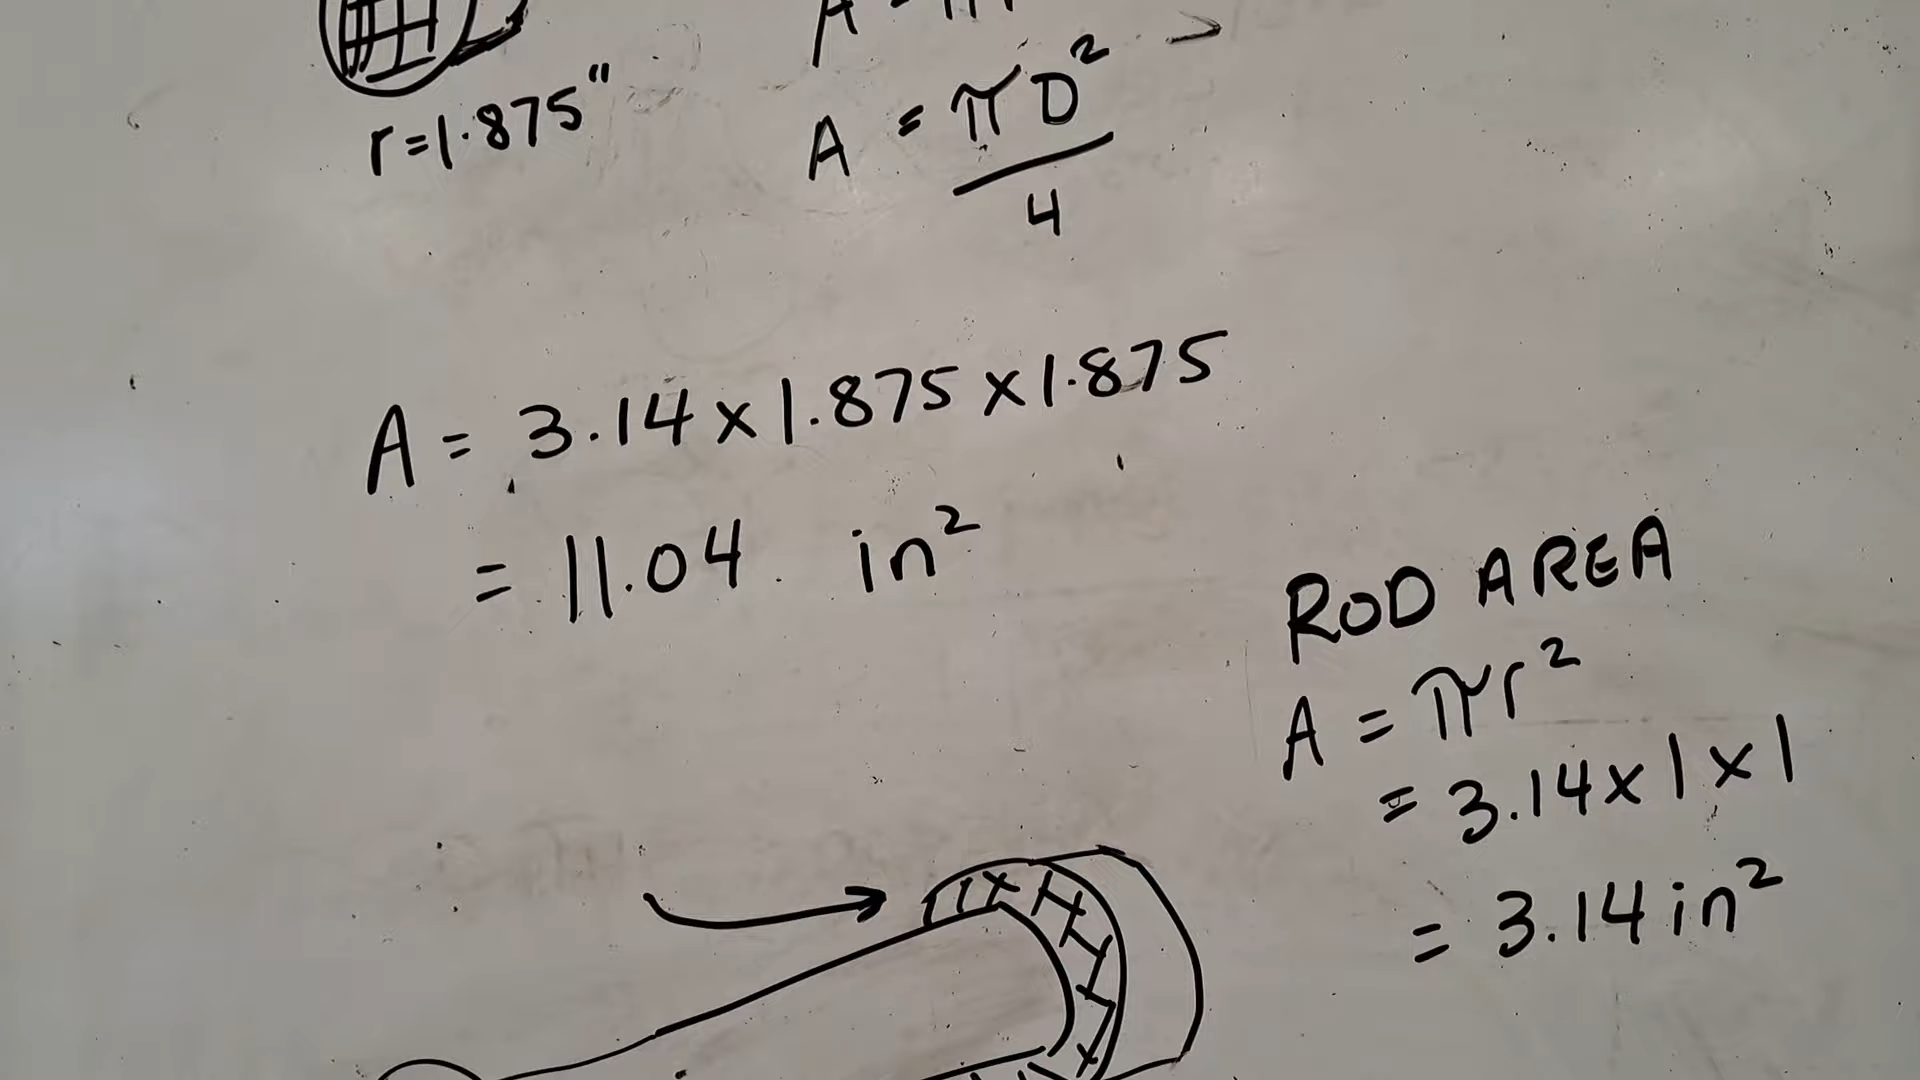 r=1.875"
A = πD²/4
A = 3.14 x 1.875 x 1.875
= 11.04 in²
ROD AREA
A = πr²
= 3.14 x 1 x 1
= 3.14 in²